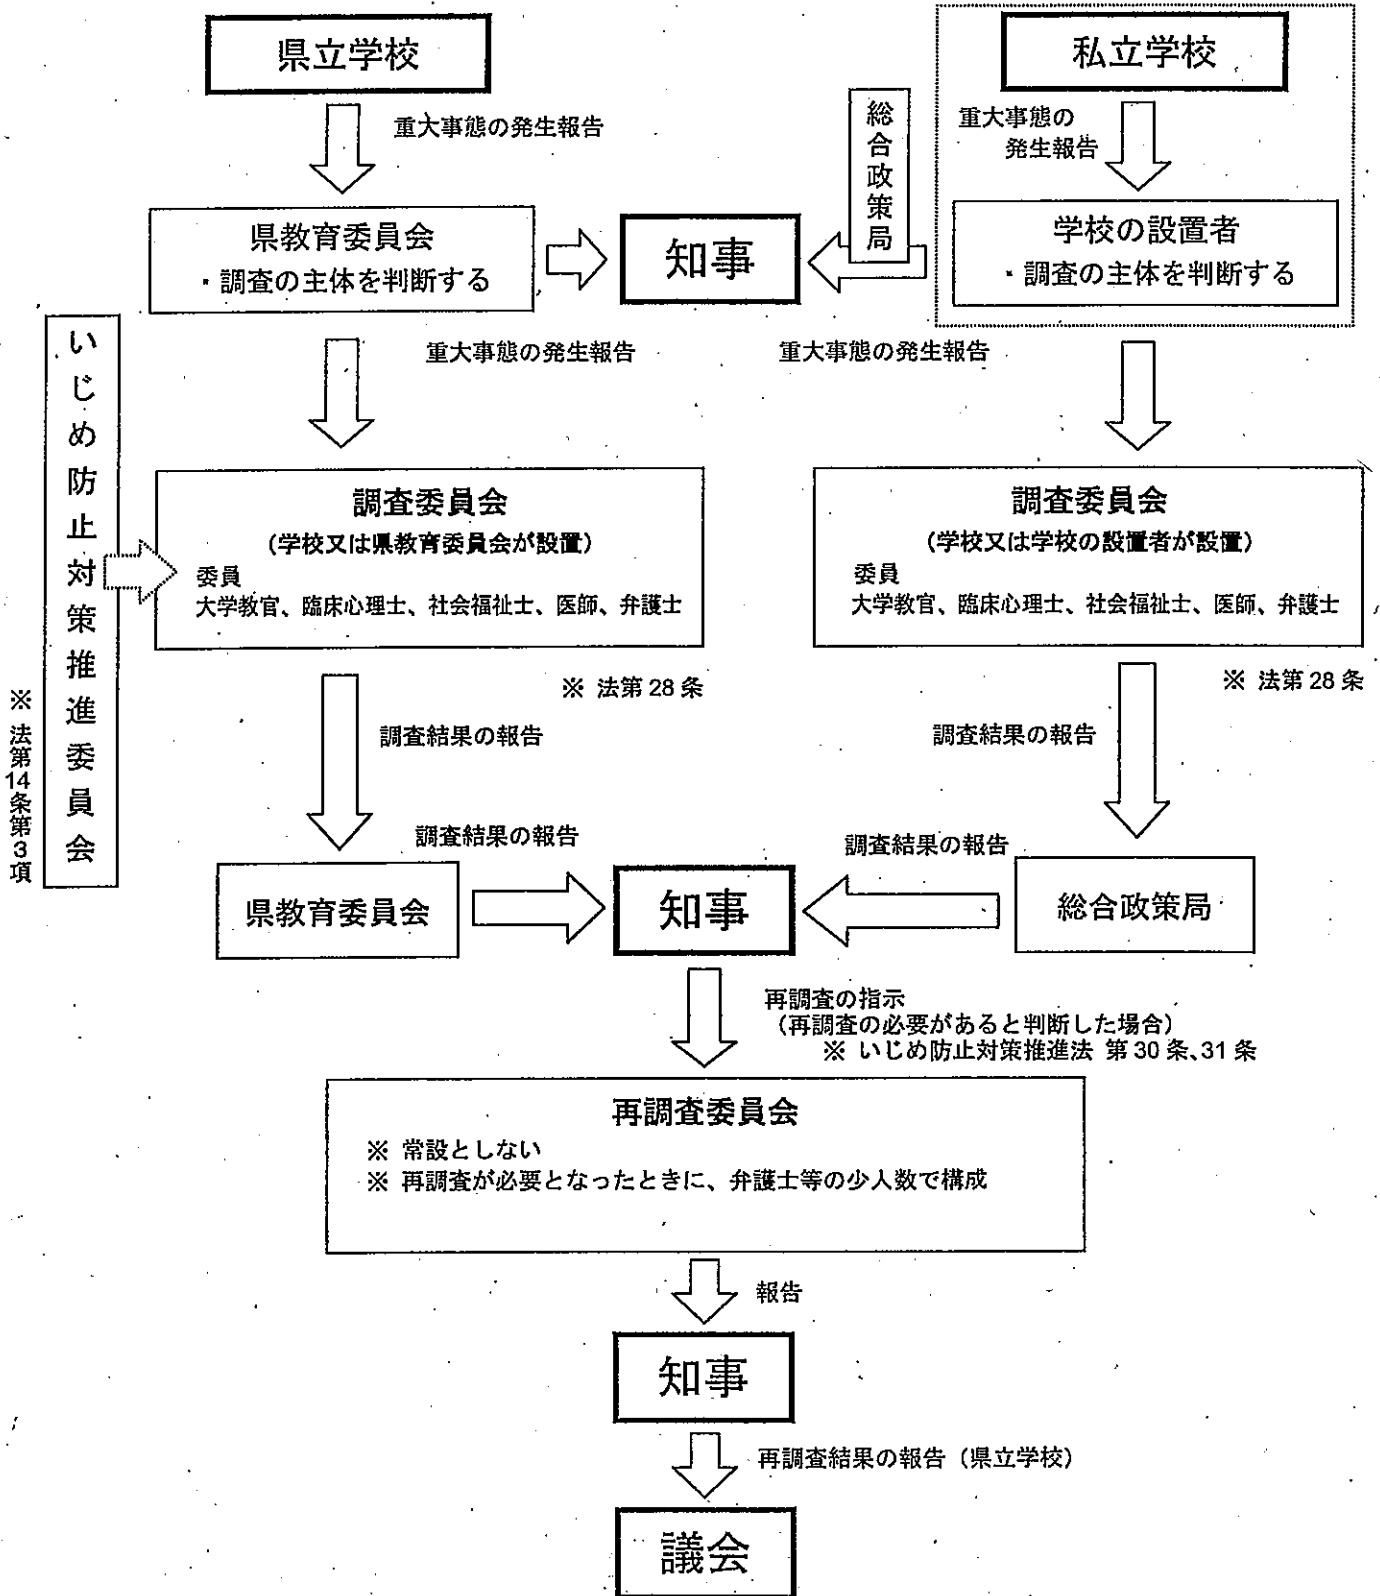 県立学校
私立学校
重大事態の発生報告
総合政策局
重大事態の
発生報告
県教育委員会
・調査の主体を判断する
知事
学校の設置者
・調査の主体を判断する
重大事態の発生報告
重大事態の発生報告
いじめ防止対策推進委員会
※ 法第14条第3項
調査委員会
(学校又は県教育委員会が設置)
委員
大学教官、臨床心理士、社会福祉士、医師、弁護士
調査委員会
(学校又は学校の設置者が設置)
委員
大学教官、臨床心理士、社会福祉士、医師、弁護士
※ 法第28条
※ 法第28条
調査結果の報告
調査結果の報告
調査結果の報告
調査結果の報告
県教育委員会
知事
総合政策局
再調査の指示
(再調査の必要があると判断した場合)
※ いじめ防止対策推進法 第30条、31条
再調査委員会
※ 常設としない
※ 再調査が必要となったときに、弁護士等の少人数で構成
報告
知事
再調査結果の報告(県立学校)
議会